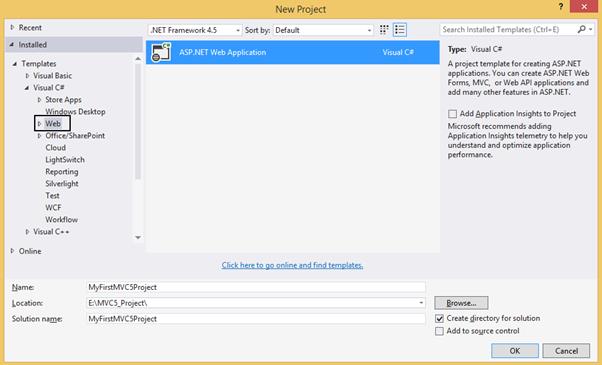 New Project
Recent
.NET Framework 4.5
Sort by:
Default
Search Installed Templates (Ctrl+E)
Installed
Templates
Visual Basic
Visual C#
Store Apps
Windows Desktop
Web
Office/SharePoint
Cloud
LightSwitch
Reporting
Silverlight
Test
WCF
Workflow
Visual C++
Online
C#
ASP.NET Web Application
Visual C#
Type: Visual C#
A project template for creating ASP.NET
applications. You can create ASP.NET Web
Forms, MVC, or Web API applications and
add many other features in ASP.NET.
Add Application Insights to Project
Microsoft recommends adding
Application Insights telemetry to help you
understand and optimize application
performance.
Click here to go online and find templates.
Name:
MyFirstMVC5Project
Location:
E:\MVC5_Project\
Browse...
Solution name:
MyFirstMVC5Project
Create directory for solution
Add to source control
OK
Cancel